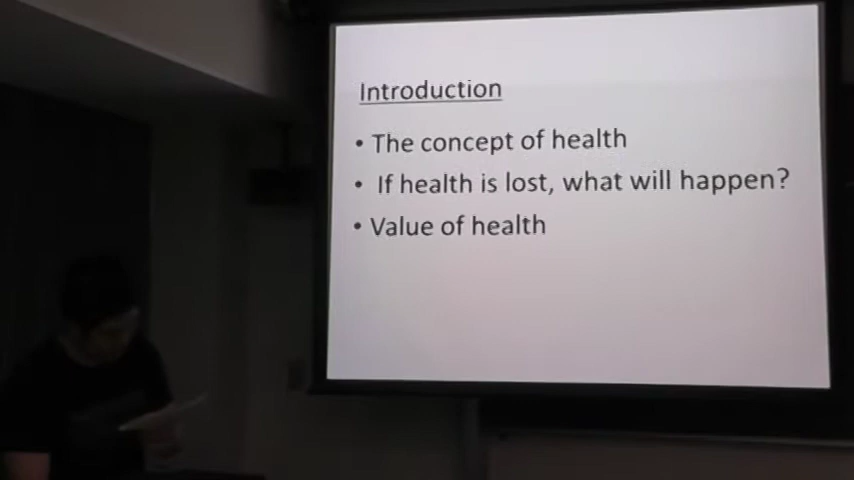 Introduction
• The concept of health
• If health is lost, what will happen?
• Value of health